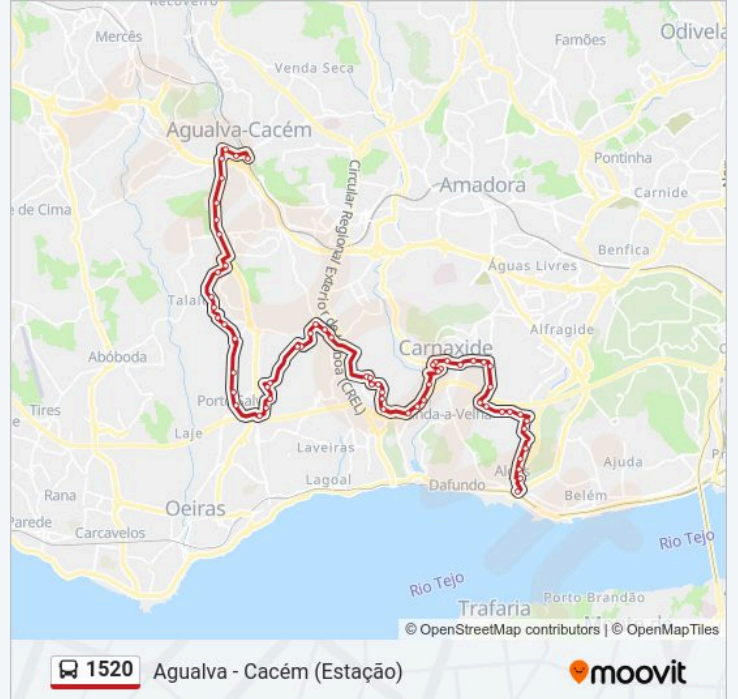 Recoveiro
Odivela
Mercês
Famões
Venda Seca
Agualva-Cacém
Pontinha
Amadora
Carnide
e de Cima
Circular Regional Exterior de Lisboa (CREL)
Benfica
Águas Livres
Talaí
Alfragide
Carnaxide
Abóboda
Porto Salvo
Tires
nda-a-Velha
Laje
Laveiras
Ajuda
Algés
Lagoal
Dafundo
Belém
Rana
Oeiras
Parede
Carcavelos
Rio Tejo
Rio Tejo
Porto Brandão
Trafaria
© OpenStreetMap contributors | © OpenMapTiles
1520 Agualva - Cacém (Estação)
moovit